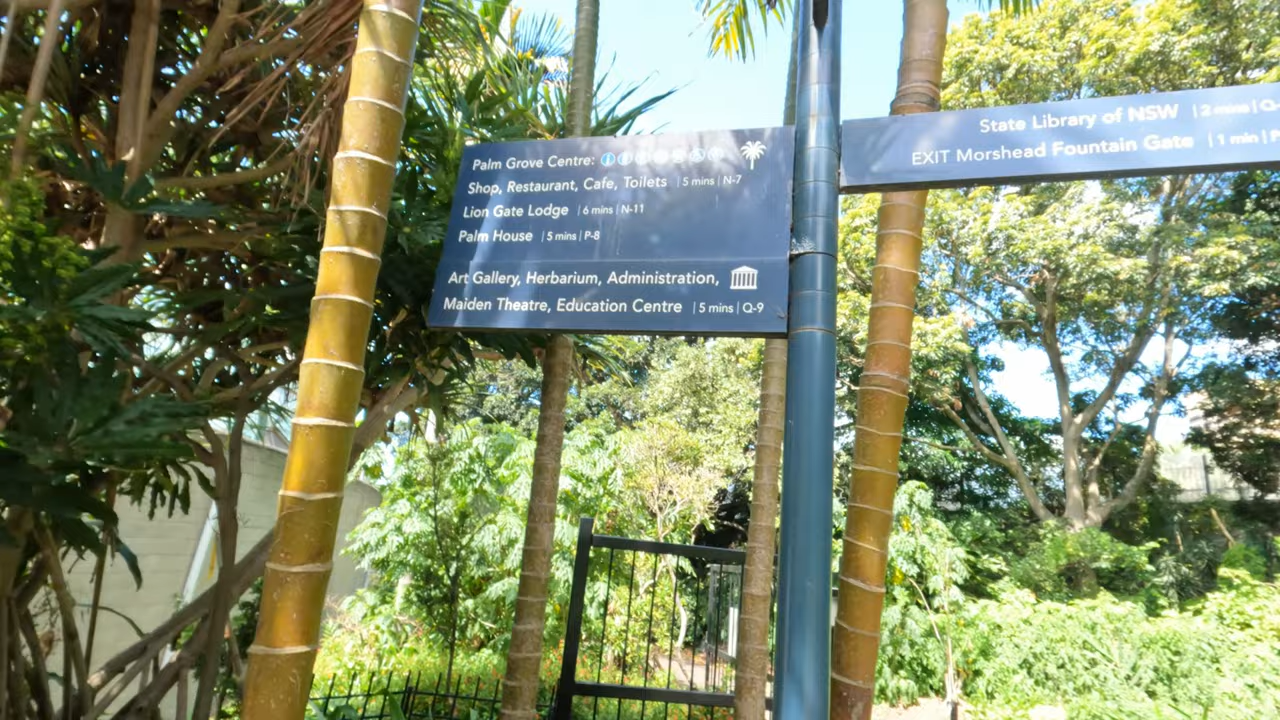 Palm Grove Centre:
Shop, Restaurant, Cafe, Toilets | 5 mins | N-7
Lion Gate Lodge | 6 mins | N-11
Palm House | 5 mins | P-8
Art Gallery, Herbarium, Administration,
Maiden Theatre, Education Centre | 5 mins | Q-9
State Library of NSW | 2 mins | Q-
EXIT Morshead Fountain Gate | 1 min |